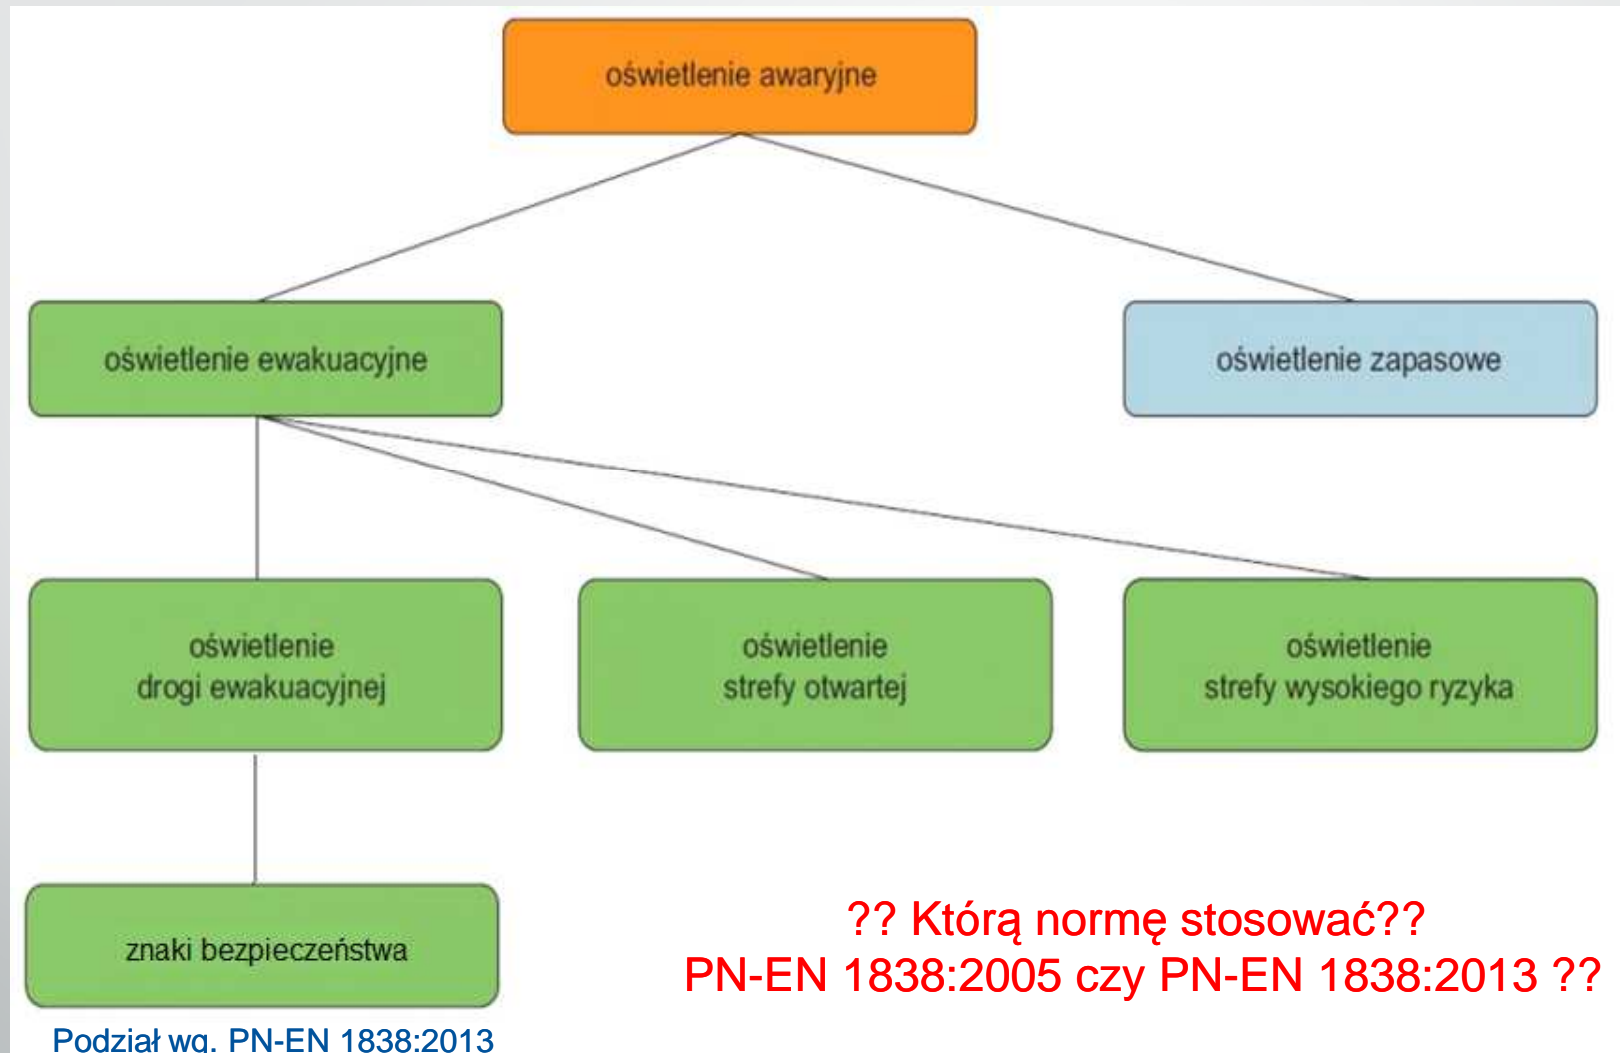 oświetlenie awaryjne
oświetlenie ewakuacyjne
oświetlenie zapasowe
oświetlenie
drogi ewakuacyjnej
oświetlenie
strefy otwartej
oświetlenie
strefy wysokiego ryzyka
znaki bezpieczeństwa
?? Którą normę stosować??
PN-EN 1838:2005 czy PN-EN 1838:2013 ??
Podział wg. PN-EN 1838:2013